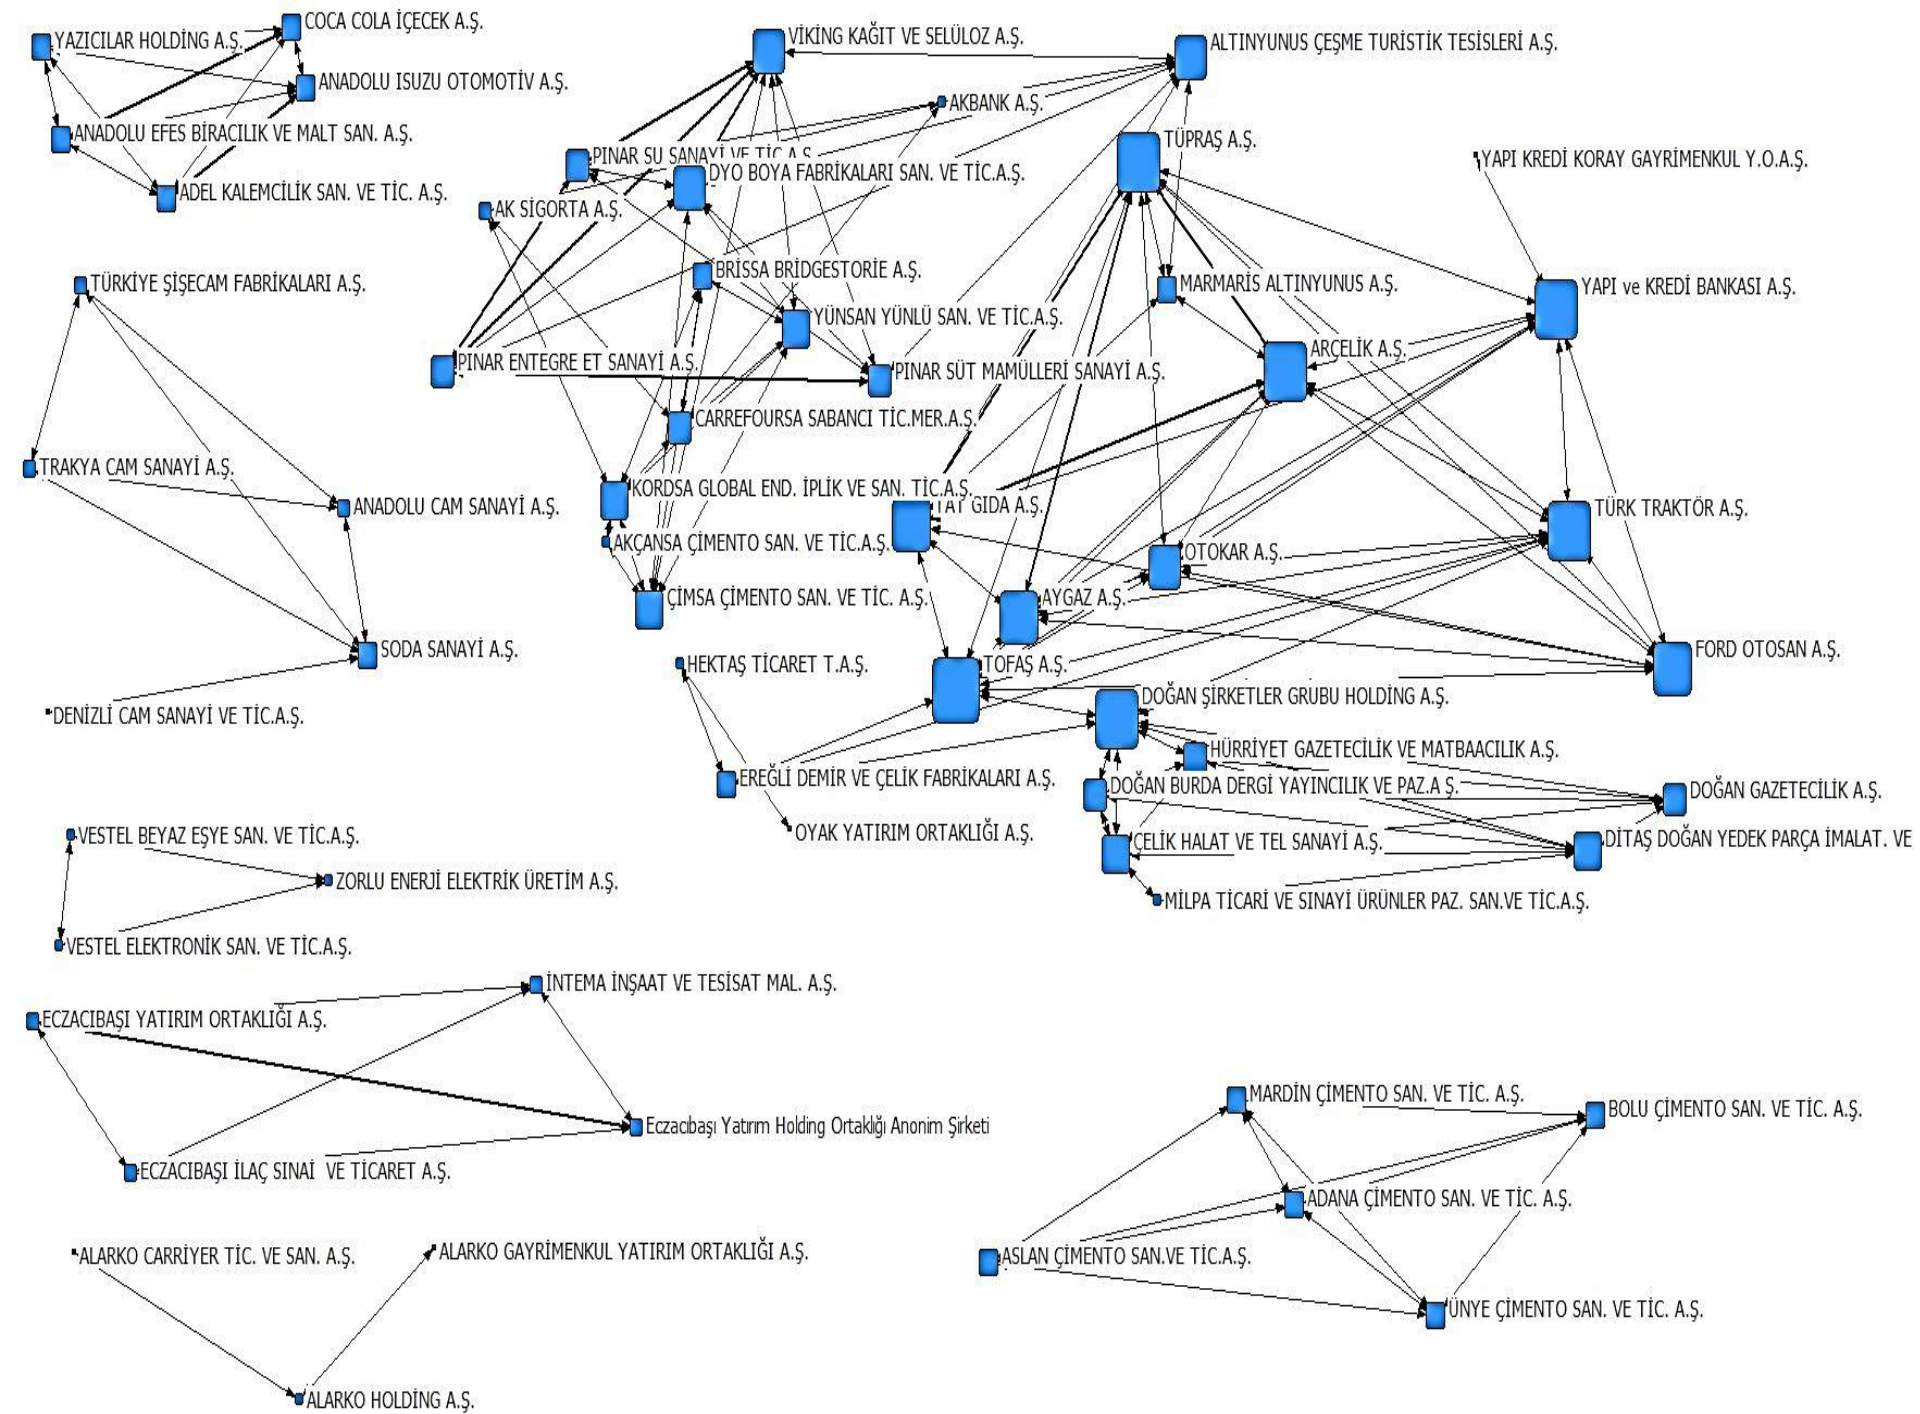 COCA COLA İÇECEK A.Ş.
YAZICILAR HOLDİNG A.Ş.
ANADOLU ISUZU OTOMOTİV A.Ş.
ANADOLU EFES BİRACILIK VE MALT SAN. A.Ş.
ADEL KALEMCİLİK SAN. VE TİC. A.Ş.
VİKİNG KAĞIT VE SELÜLOZ A.Ş.
ALTINYUNUS ÇEŞME TURİSTİK TESİSLERİ A.Ş.
AKBANK A.Ş.
TÜPRAŞ A.Ş.
PINAR SU SANAYİ VE TİC A S
YAPI KREDİ KORAY GAYRİMENKUL Y.O.A.Ş.
DYO BOYA FABRİKALARI SAN. VE TİC.A.Ş.
AK SİGORTA A.Ş.
BRİSSA BRİDGESTORİE A.Ş.
MARMARİS ALTINYUNUS A.Ş.
YAPI ve KREDİ BANKASI A.Ş.
TÜRKİYE ŞİŞECAM FABRİKALARI A.Ş.
YÜNSAN YÜNLÜ SAN. VE TİC.A.Ş.
PINAR ENTEGRE ET SANAYİ A.Ş.
ARÇELİK A.Ş.
PINAR SÜT MAMÜLLERİ SANAYİ A.Ş.
CARREFOURSA SABANCI TİC.MER.A.Ş.
TRAKYA CAM SANAYİ A.Ş.
KORDSA GLOBAL END. İPLİK VE SAN. TİC.A.Ş.
TAT GIDA A.Ş.
ANADOLU CAM SANAYİ A.Ş.
TÜRK TRAKTÖR A.Ş.
AKÇANSA ÇİMENTO SAN. VE TİC.A.Ş.
OTOKAR A.Ş.
ÇİMSA ÇİMENTO SAN. VE TİC. A.Ş.
AYGAZ A.Ş.
SODA SANAYİ A.Ş.
FORD OTOSAN A.Ş.
HEKTAŞ TİCARET T.A.Ş.
TOFAŞ A.Ş.
DOĞAN ŞİRKETLER GRUBU HOLDİNG A.Ş.
DENİZLİ CAM SANAYİ VE TİC.A.Ş.
HÜRRİYET GAZETECİLİK VE MATBAACILIK A.Ş.
EREĞLİ DEMİR VE ÇELİK FABRİKALARI A.Ş.
DOĞAN BURDA DERGİ YAYINCILIK VE PAZ.A Ş.
DOĞAN GAZETECİLİK A.Ş.
OYAK YATIRIM ORTAKLIĞI A.Ş.
VESTEL BEYAZ EŞYE SAN. VE TİC.A.Ş.
ÇELİK HALAT VE TEL SANAYİ A.Ş.
DİTAŞ DOĞAN YEDEK PARÇA İMALAT. VE
ZORLU ENERJİ ELEKTRİK ÜRETİM A.Ş.
MİLPA TİCARİ VE SINAYİ ÜRÜNLER PAZ. SAN.VE TİC.A.Ş.
VESTEL ELEKTRONİK SAN. VE TİC.A.Ş.
İNTEMA İNŞAAT VE TESİSAT MAL. A.Ş.
ECZACIBAŞI YATIRIM ORTAKLIĞI A.Ş.
Eczacıbaşı Yatırım Holding Ortaklığı Anonim Şirketi
ECZACIBAŞI İLAÇ SINAİ VE TİCARET A.Ş.
MARDİN ÇİMENTO SAN. VE TİC. A.Ş.
BOLU ÇİMENTO SAN. VE TİC. A.Ş.
ADANA ÇİMENTO SAN. VE TİC. A.Ş.
ALARKO CARRİYER TİC. VE SAN. A.Ş.
ALARKO GAYRİMENKUL YATIRIM ORTAKLIĞI A.Ş.
ASLAN ÇİMENTO SAN.VE TİC.A.Ş.
ÜNYE ÇİMENTO SAN. VE TİC. A.Ş.
ALARKO HOLDİNG A.Ş.